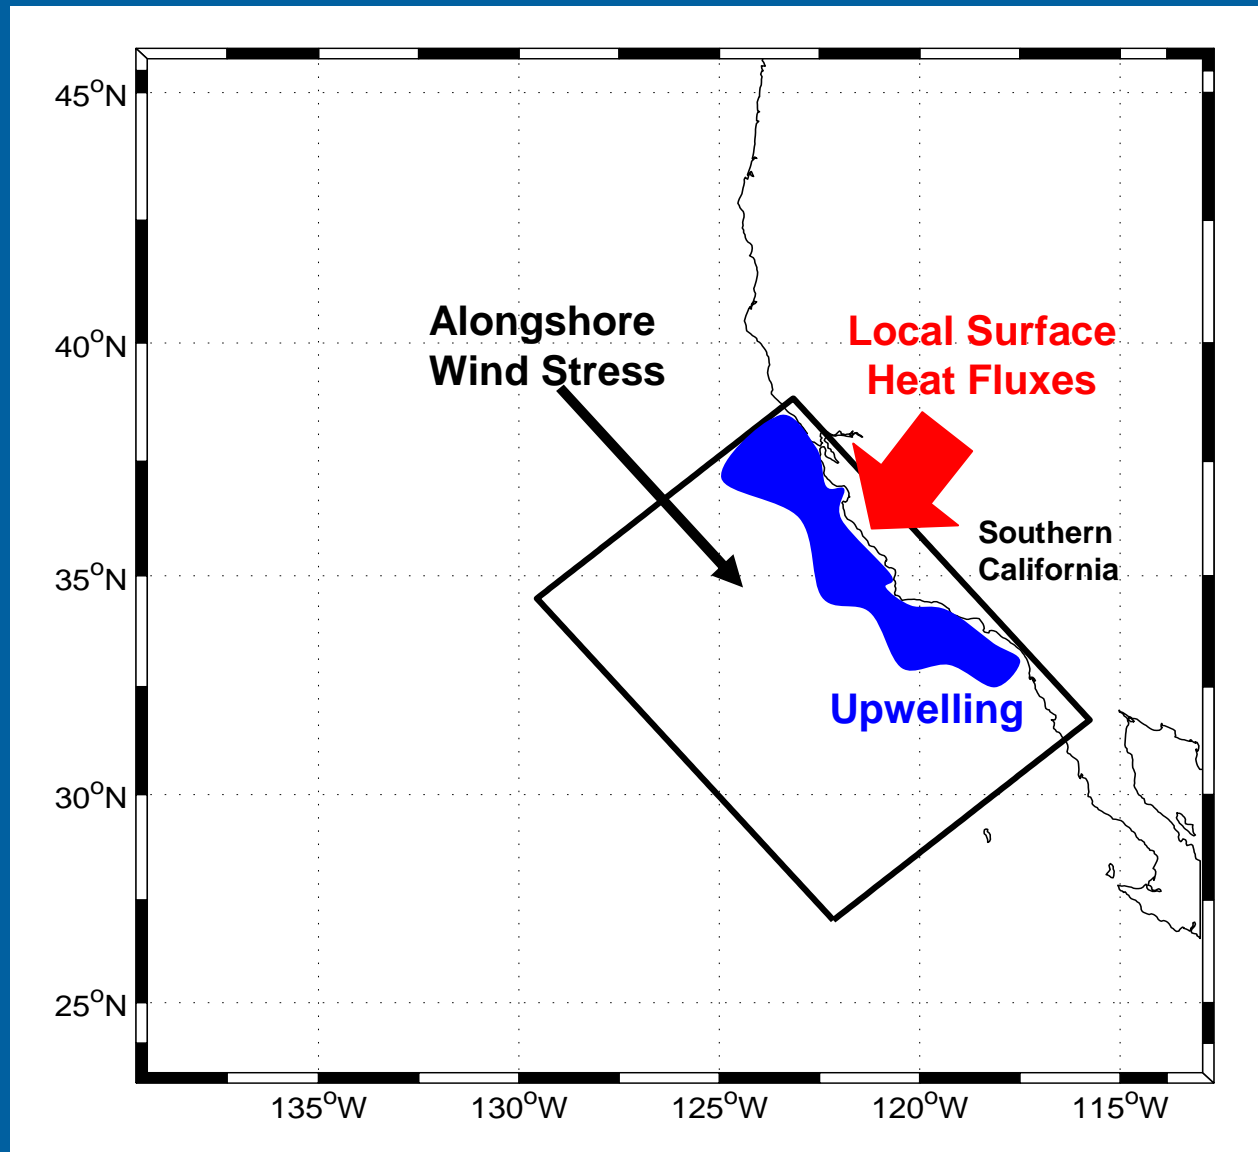 45°N
Alongshore
Wind Stress
Local Surface
Heat Fluxes
40°N
Southern
California
35°N
Upwelling
30°N
25°N
135°W 130°W 125°W 120°W 115°W